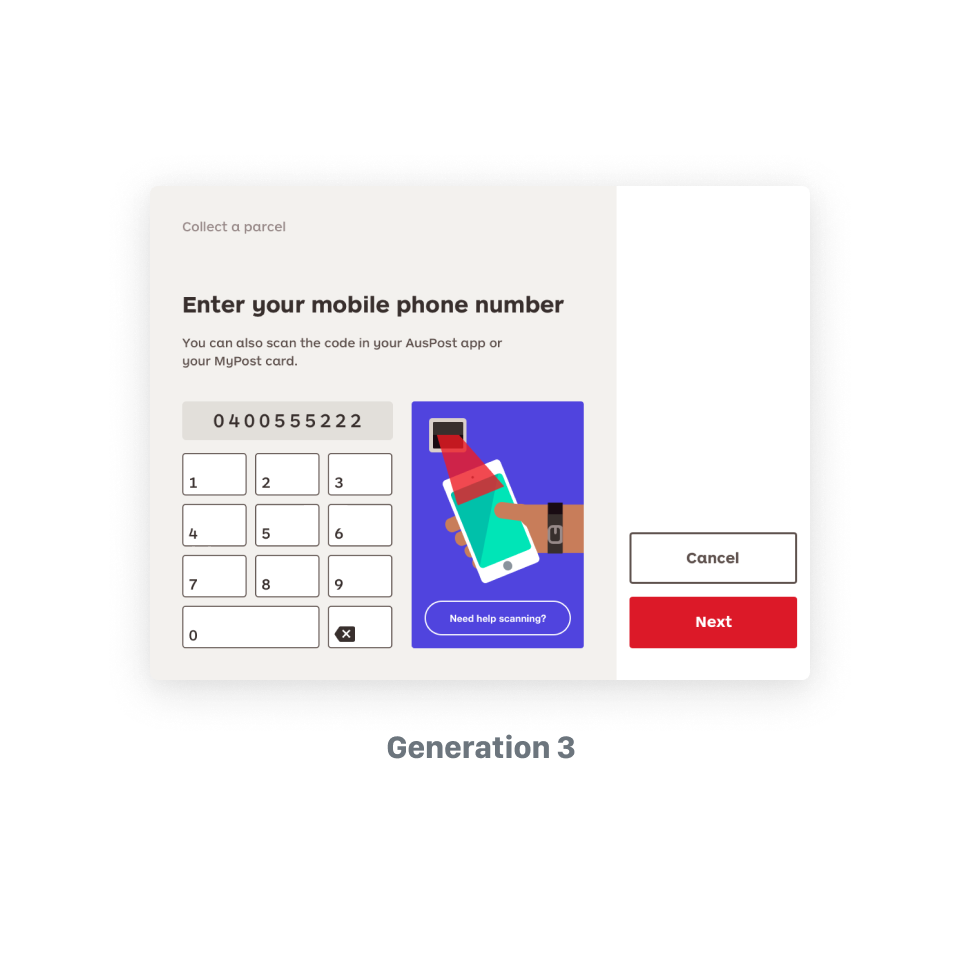 Collect a parcel
Enter your mobile phone number
You can also scan the code in your AusPost app or
your MyPost card.
0400555222
1 2 3
4 5 6
7 8 9
0
Need help scanning?
Cancel
Next
Generation 3